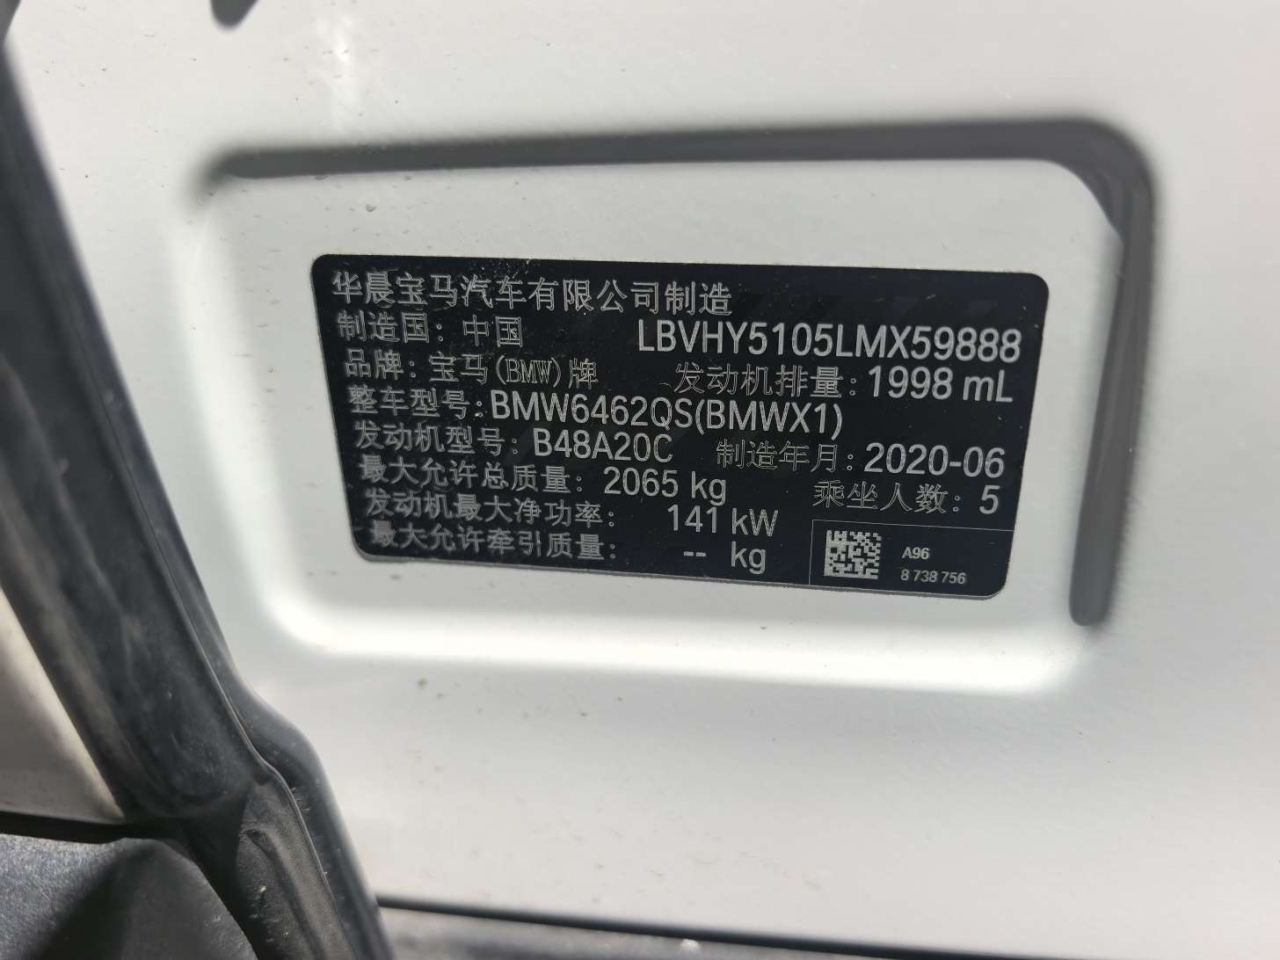 华晨宝马汽车有限公司制造
制造国: 中国 LBVHY5105LMX59888
品牌: 宝马(BMW)牌 发动机排量: 1998 mL
整车型号: BMW6462QS(BMWX1)
发动机型号: B48A20C 制造年月: 2020-06
最大允许总质量: 2065 kg 乘坐人数: 5
发动机最大净功率: 141 kW
最大允许牵引质量: -- kg
A96
8 738 756